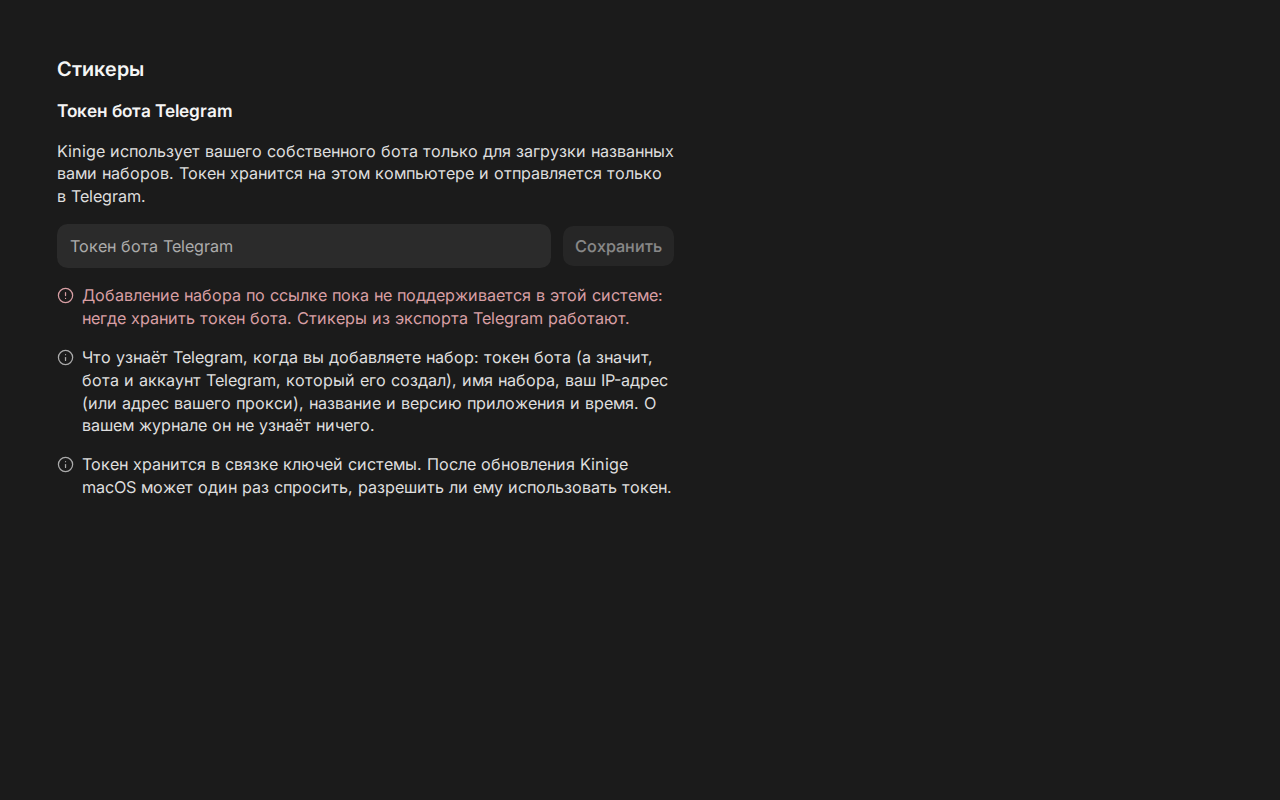 Стикеры
Токен бота Telegram
Kinige использует вашего собственного бота только для загрузки названных
вами наборов. Токен хранится на этом компьютере и отправляется только
в Telegram.
Токен бота Telegram
Сохранить
Добавление набора по ссылке пока не поддерживается в этой системе:
негде хранить токен бота. Стикеры из экспорта Telegram работают.
Что узнаёт Telegram, когда вы добавляете набор: токен бота (а значит,
бота и аккаунт Telegram, который его создал), имя набора, ваш IP-адрес
(или адрес вашего прокси), название и версию приложения и время. О
вашем журнале он не узнаёт ничего.
Токен хранится в связке ключей системы. После обновления Kinige
macOS может один раз спросить, разрешить ли ему использовать токен.